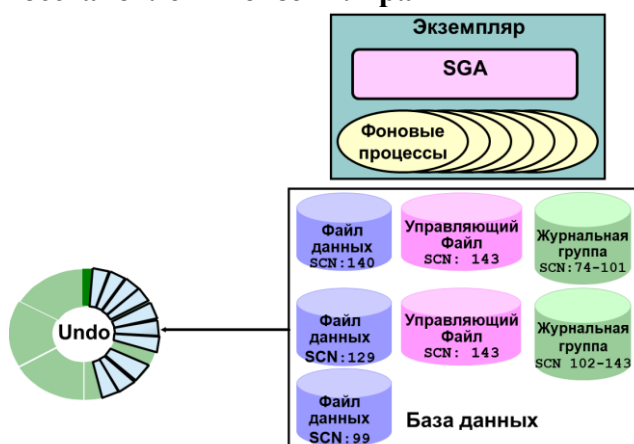 Экземпляр
SGA
Фоновые
процессы
Файл
данных
SCN:140
Управляющий
Файл
SCN: 143
Журнальная
группа
SCN:74-101
Undo
Файл
данных
SCN:129
Управляющий
Файл
SCN: 143
Журнальная
группа
SCN 102-143
Файл
данных
SCN:99
База данных